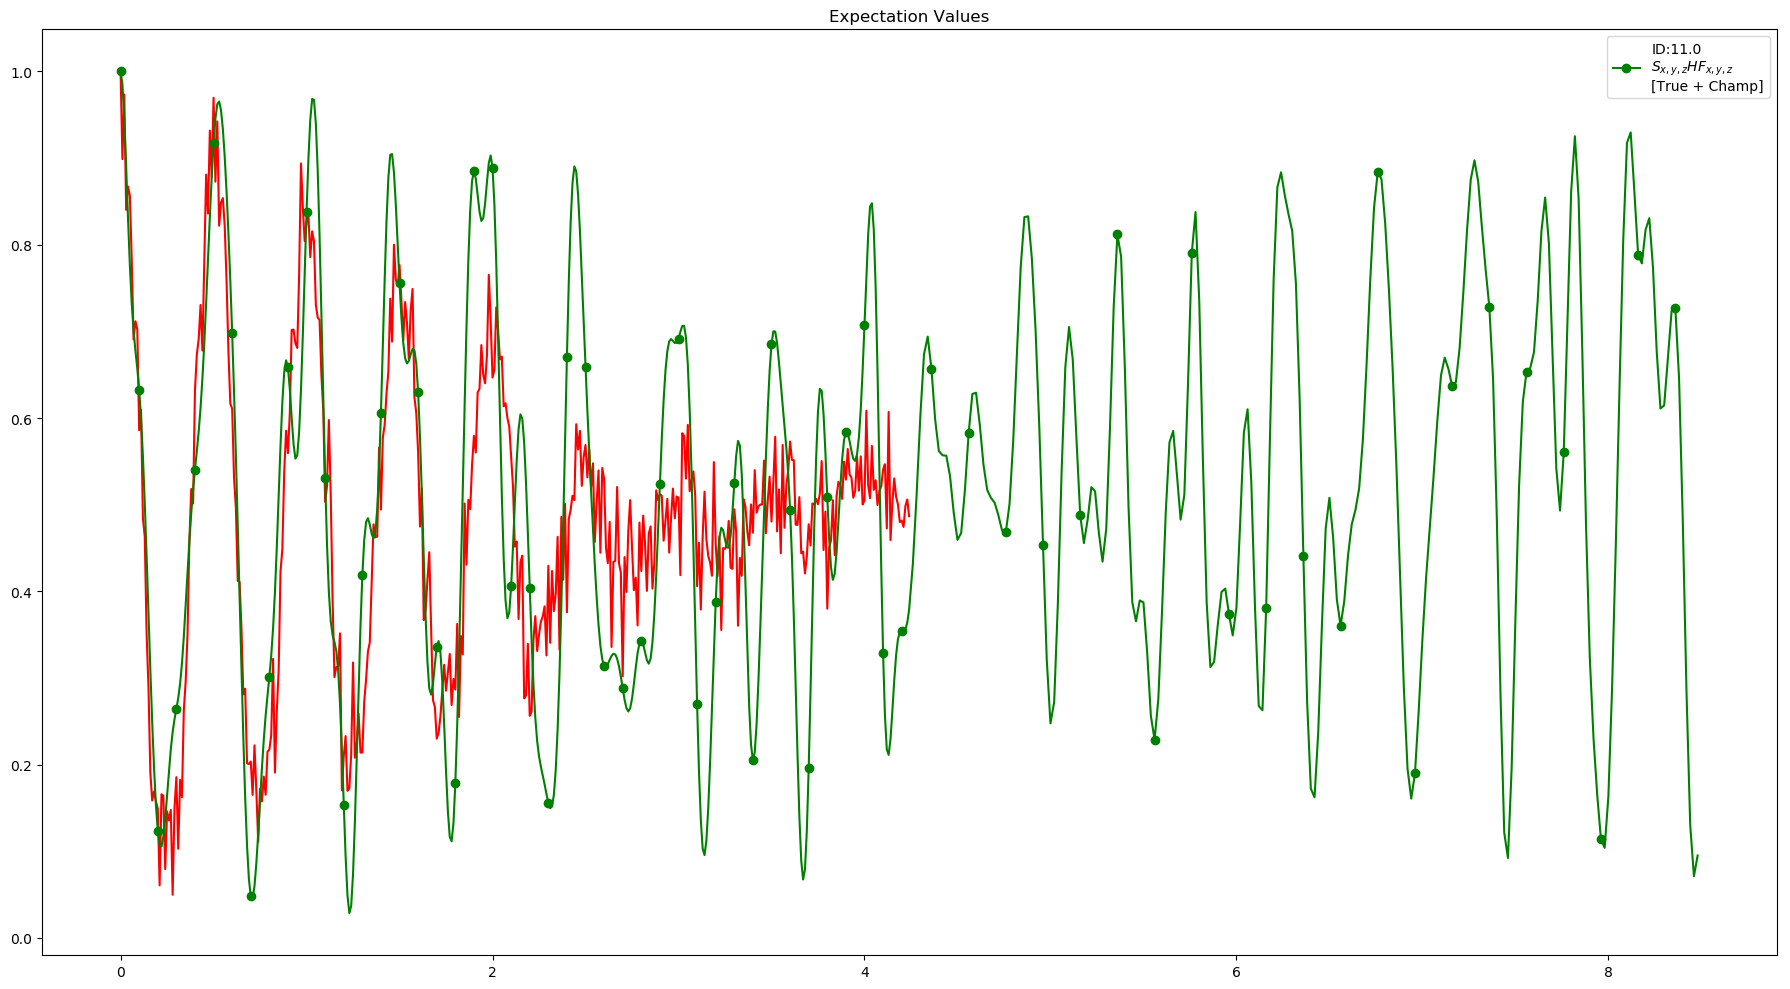 Expectation Values
ID:11.0
S_{x,y,z}HF_{x,y,z}
[True + Champ]
1.0
0.8
0.6
0.4
0.2
0.0
0 2 4 6 8